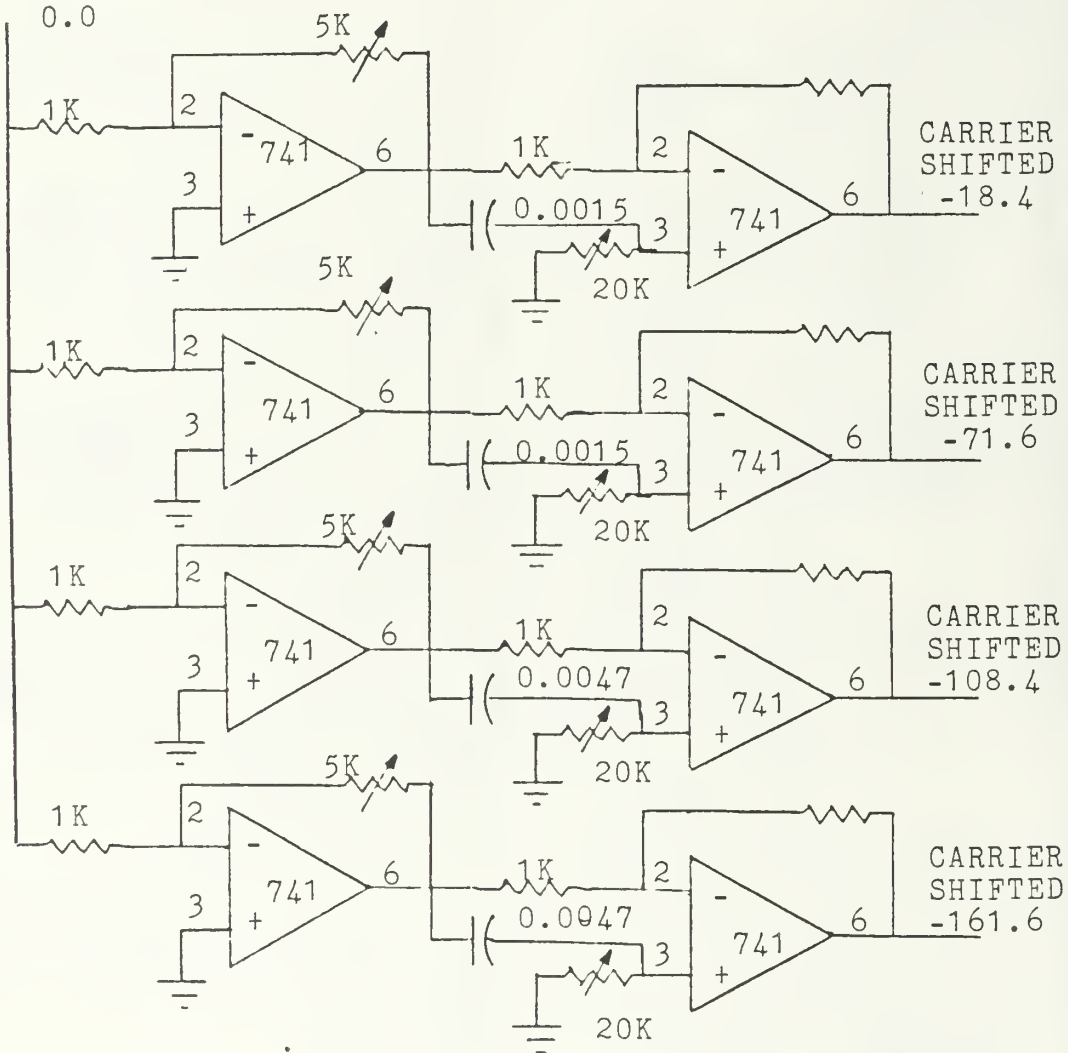 0.0
5K
1K
2
-
741
6
3
+
1K
2
-
741
6
0.0015
3
+
20K
CARRIER
SHIFTED
-18.4
5K
1K
2
-
741
6
3
+
1K
2
-
741
6
0.0015
3
+
20K
CARRIER
SHIFTED
-71.6
5K
1K
2
-
741
6
3
+
1K
2
-
741
6
0.0047
3
+
20K
CARRIER
SHIFTED
-108.4
5K
1K
2
-
741
6
3
+
1K
2
-
741
6
0.0047
3
+
20K
CARRIER
SHIFTED
-161.6